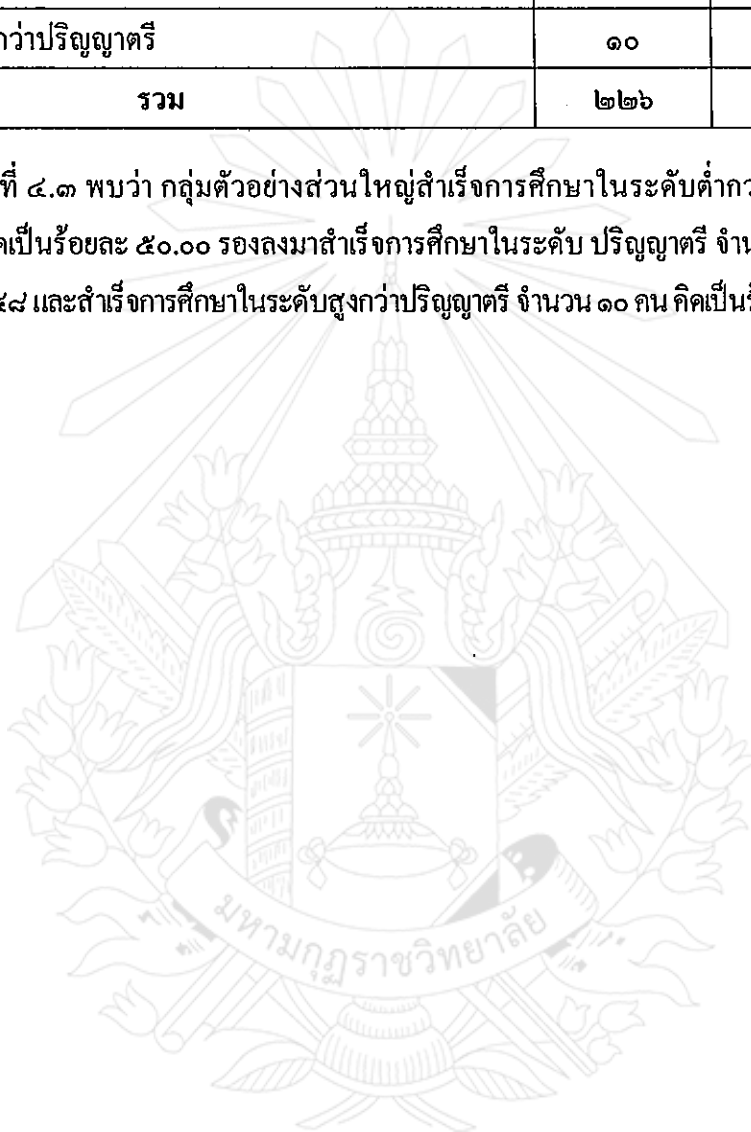 กว่าปริญญาตรี ๑๐
รวม ๒๒๖
ที่ ๔.๓ พบว่า กลุ่มตัวอย่างส่วนใหญ่สำเร็จการศึกษาในระดับต่ำกว
คเป็นร้อยละ ๕๐.๐๐ รองลงมาสำเร็จการศึกษาในระดับ ปริญญาตรี จำน
๕๘ และสำเร็จการศึกษาในระดับสูงกว่าปริญญาตรี จำนวน ๑๐ คน คิดเป็นร
มหามกุฏราชวิทยาลัย